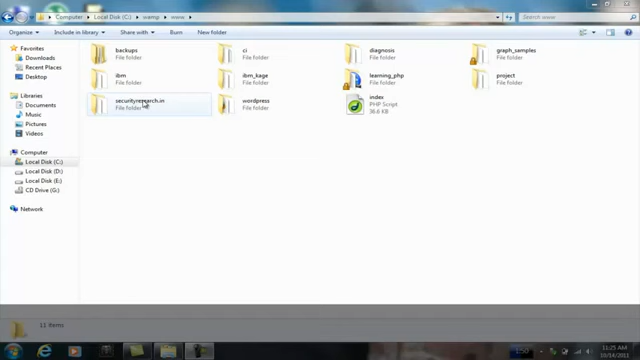 Computer ▸ Local Disk (C:) ▸ wamp ▸ www ▸
Organize ▾ Include in library ▾ Share with ▾ Burn New folder
Favorites
Downloads
Recent Places
Desktop
Libraries
Documents
Music
Pictures
Videos
Computer
Local Disk (C:)
Local Disk (D:)
Local Disk (E:)
CD Drive (G:)
Network
backups
File folder
ci
File folder
diagnosis
File folder
graph_samples
File folder
ibm
File folder
ibm_kage
File folder
learning_php
File folder
project
File folder
securityresearch.in
File folder
wordpress
File folder
index
PHP Script
38.6 KB
11 items
11:25 AM
10/14/2011